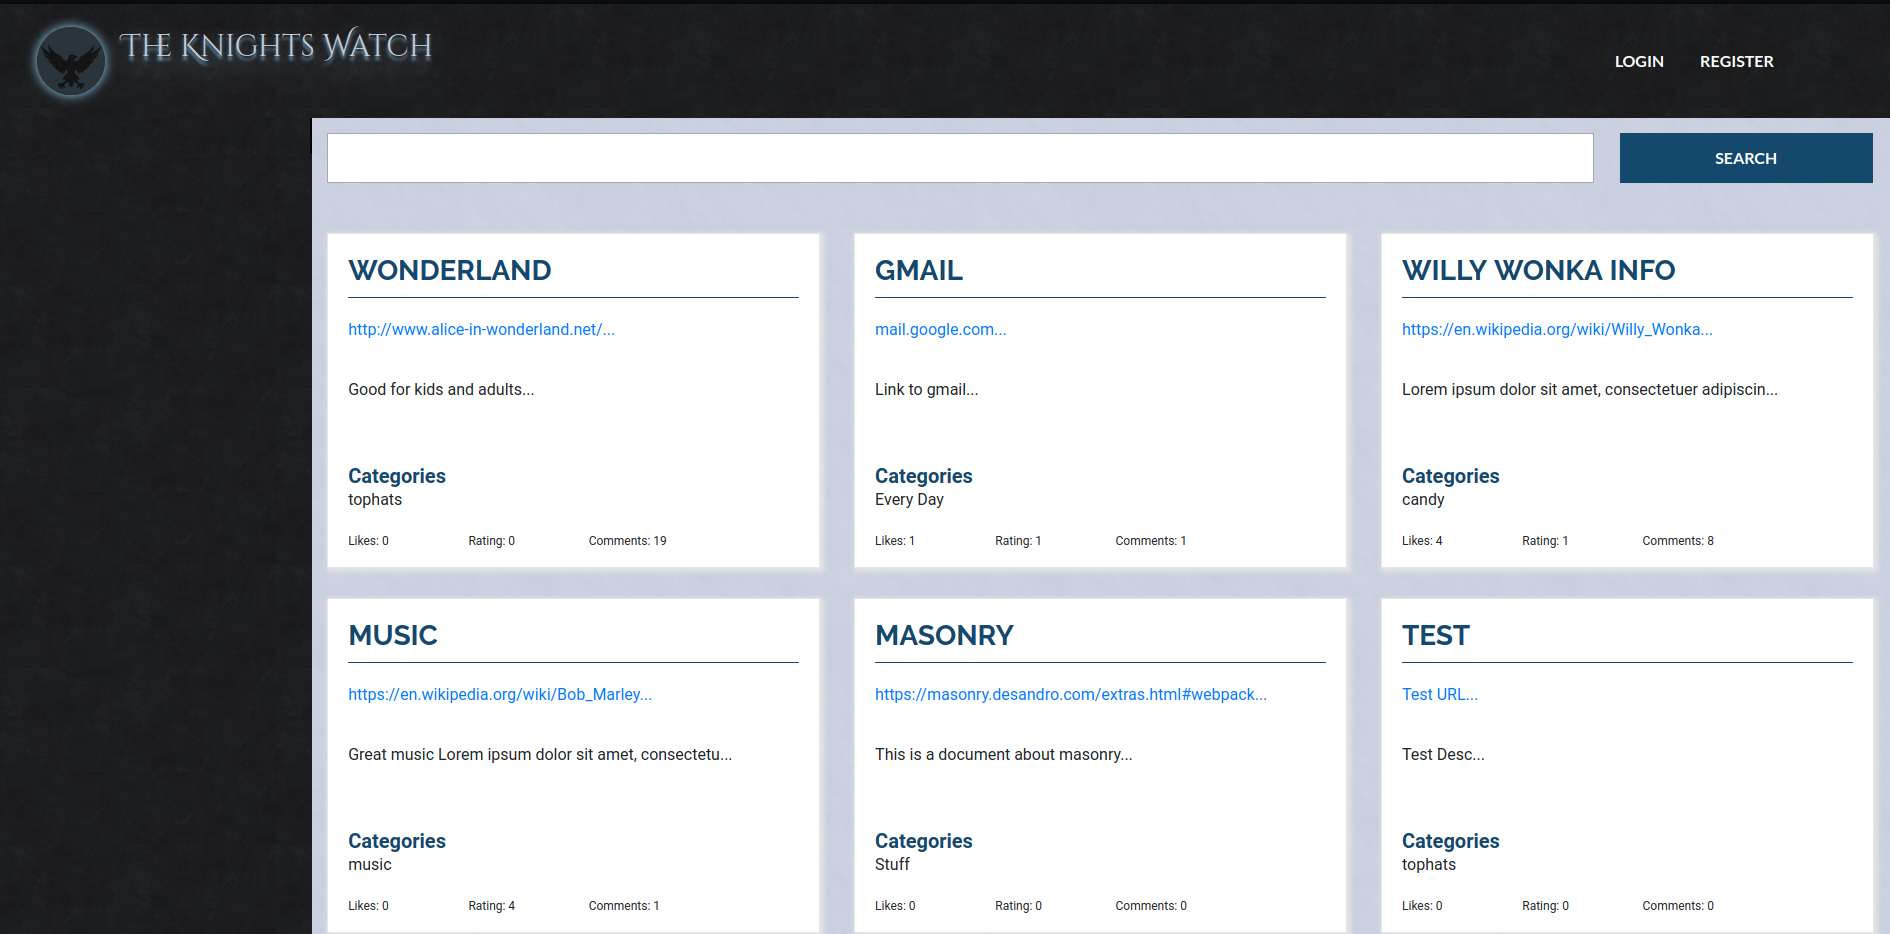 The Knights Watch
LOGIN REGISTER
SEARCH
WONDERLAND
http://www.alice-in-wonderland.net/...
Good for kids and adults...
Categories
tophats
Likes: 0 Rating: 0 Comments: 19
GMAIL
mail.google.com...
Link to gmail...
Categories
Every Day
Likes: 1 Rating: 1 Comments: 1
WILLY WONKA INFO
https://en.wikipedia.org/wiki/Willy_Wonka...
Lorem ipsum dolor sit amet, consectetuer adipiscin...
Categories
candy
Likes: 4 Rating: 1 Comments: 8
MUSIC
https://en.wikipedia.org/wiki/Bob_Marley...
Great music Lorem ipsum dolor sit amet, consectetu...
Categories
music
Likes: 0 Rating: 4 Comments: 1
MASONRY
https://masonry.desandro.com/extras.html#webpack...
This is a document about masonry...
Categories
Stuff
Likes: 0 Rating: 0 Comments: 0
TEST
Test URL...
Test Desc...
Categories
tophats
Likes: 0 Rating: 0 Comments: 0